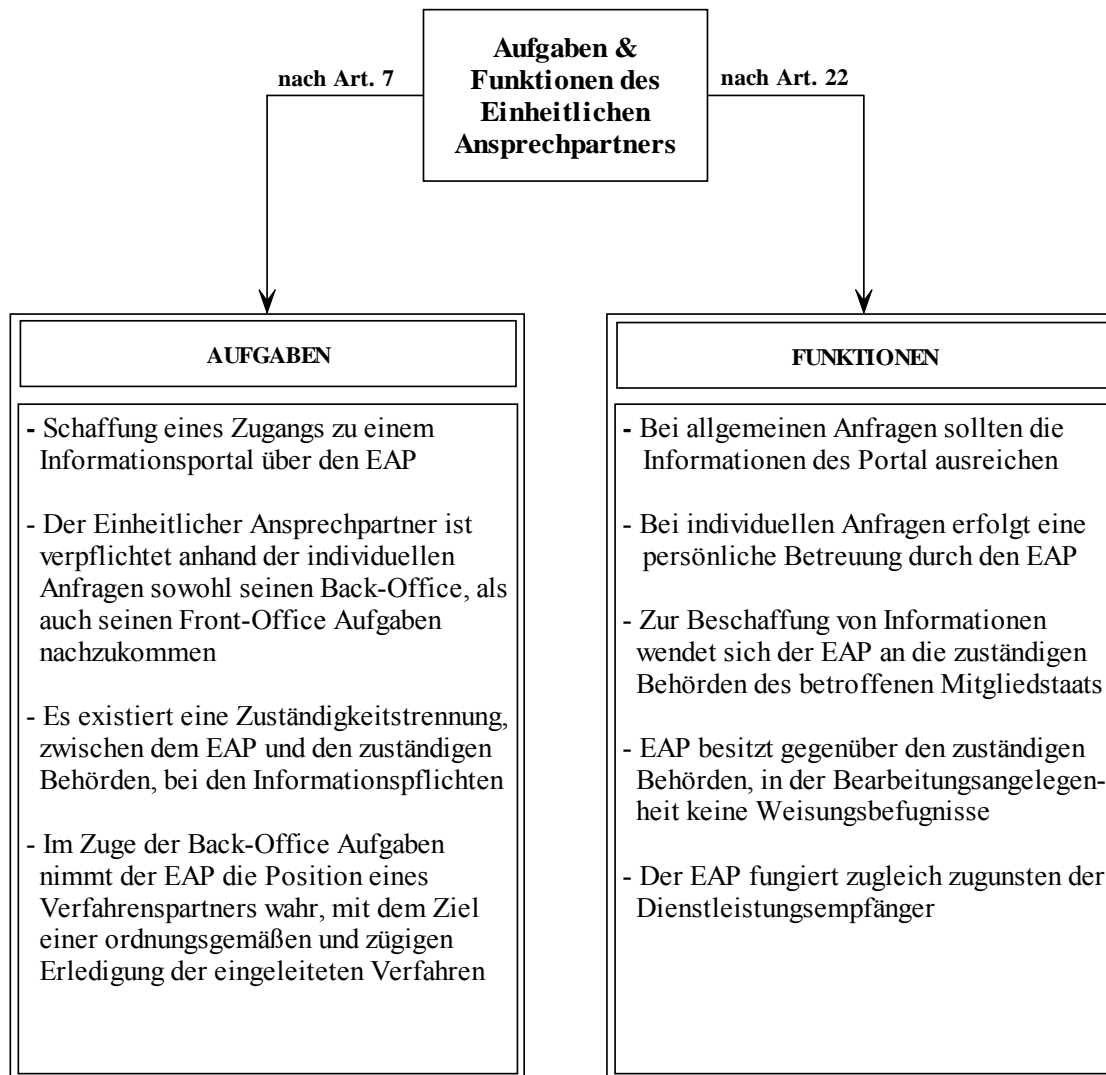 Aufgaben &
Funktionen des
Einheitlichen
Ansprechpartners
nach Art. 7
nach Art. 22
AUFGABEN
- Schaffung eines Zugangs zu einem
Informationsportal über den EAP
- Der Einheitlicher Ansprechpartner ist
verpflichtet anhand der individuellen
Anfragen sowohl seinen Back-Office, als
auch seinen Front-Office Aufgaben
nachzukommen
- Es existiert eine Zuständigkeitstrennung,
zwischen dem EAP und den zuständigen
Behörden, bei den Informationspflichten
- Im Zuge der Back-Office Aufgaben
nimmt der EAP die Position eines
Verfahrenspartners wahr, mit dem Ziel
einer ordnungsgemäßen und zügigen
Erledigung der eingeleiteten Verfahren
FUNKTIONEN
- Bei allgemeinen Anfragen sollten die
Informationen des Portal ausreichen
- Bei individuellen Anfragen erfolgt eine
persönliche Betreuung durch den EAP
- Zur Beschaffung von Informationen
wendet sich der EAP an die zuständigen
Behörden des betroffenen Mitgliedstaats
- EAP besitzt gegenüber den zuständigen
Behörden, in der Bearbeitungsangelegen-
heit keine Weisungsbefugnisse
- Der EAP fungiert zugleich zugunsten der
Dienstleistungsempfänger